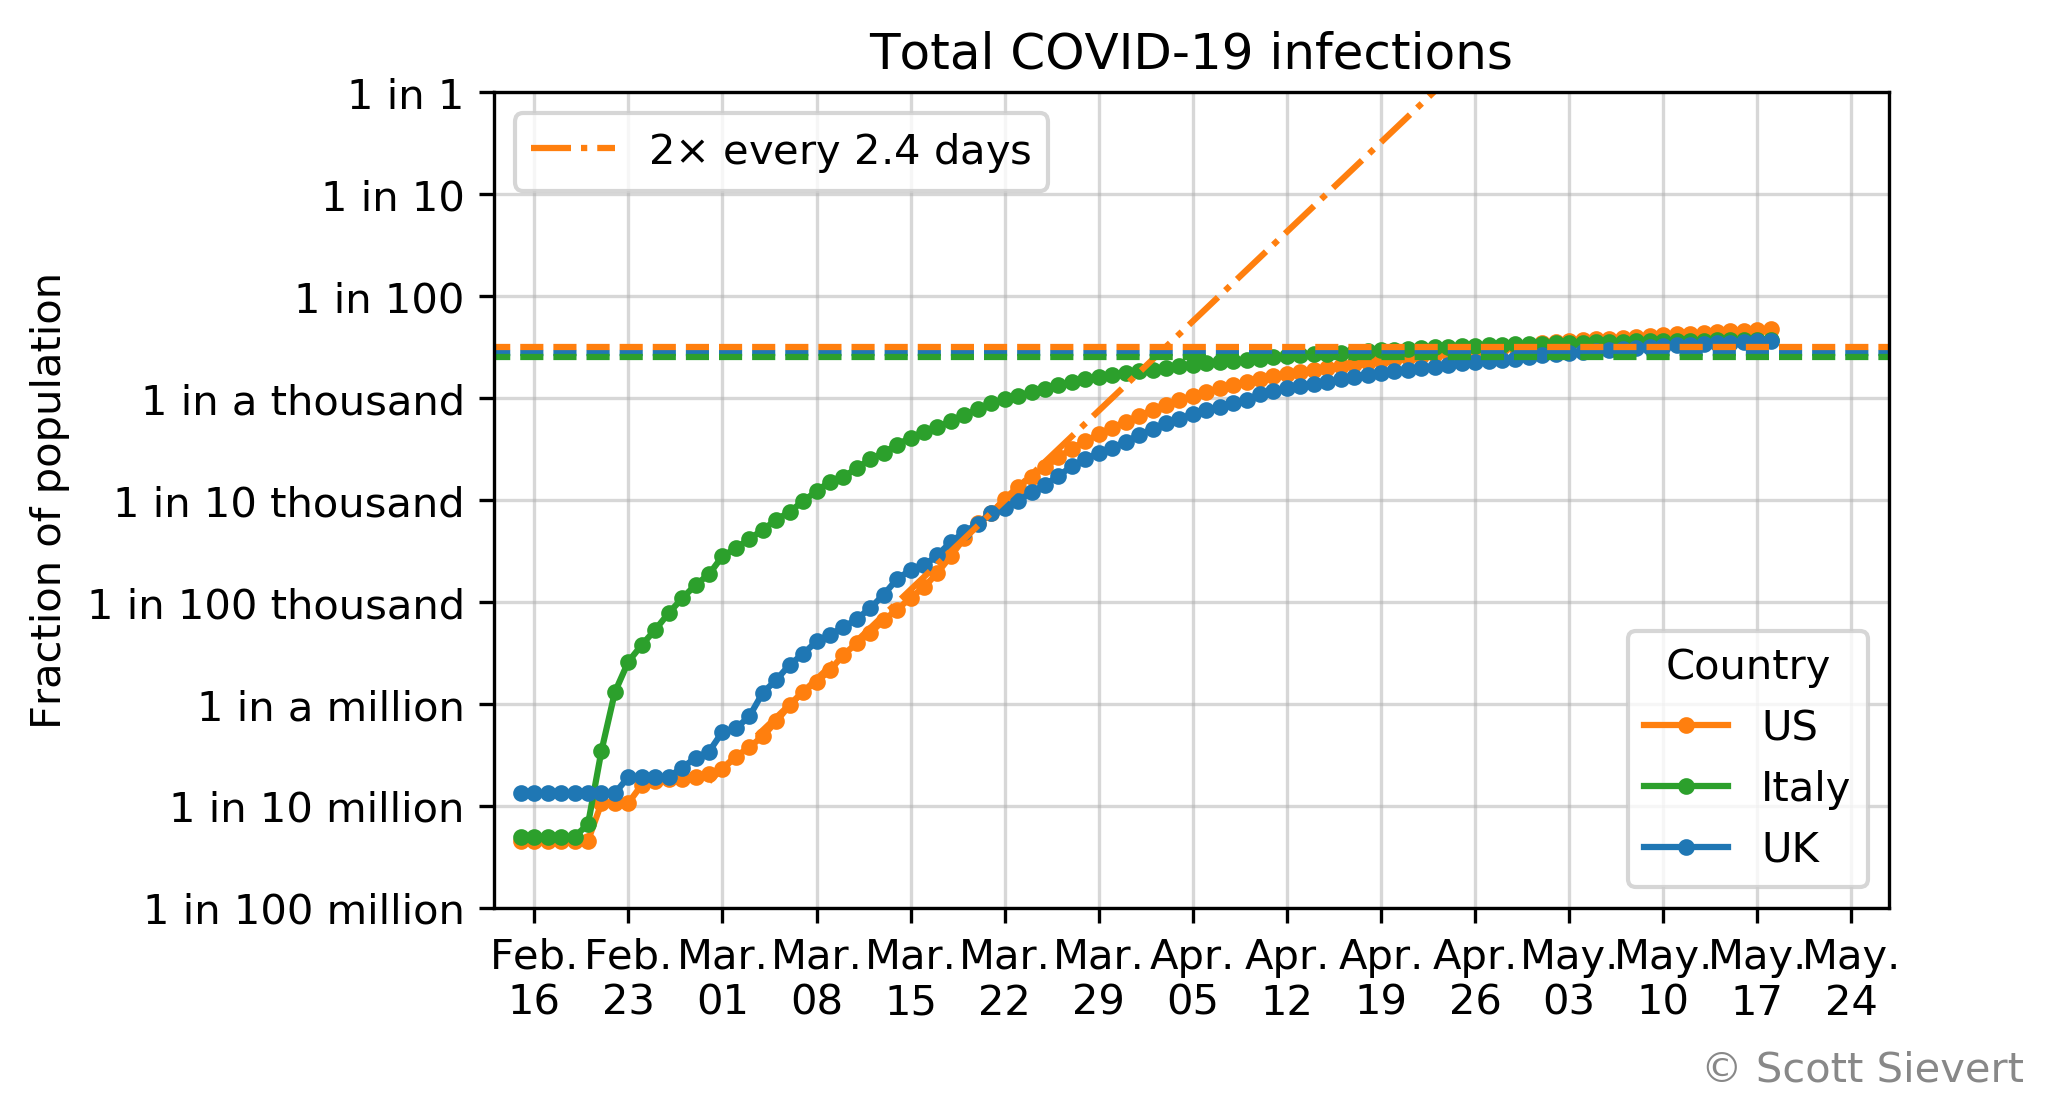 Total COVID-19 infections
1 in 1
1 in 10
1 in 100
1 in a thousand
1 in 10 thousand
1 in 100 thousand
1 in a million
1 in 10 million
1 in 100 million
Fraction of population
2× every 2.4 days
Country
US
Italy
UK
Feb. Feb. Mar. Mar. Mar. Mar. Mar. Apr. Apr. Apr. Apr. May. May. May. May.
16 23 01 08 15 22 29 05 12 19 26 03 10 17 24
© Scott Sievert